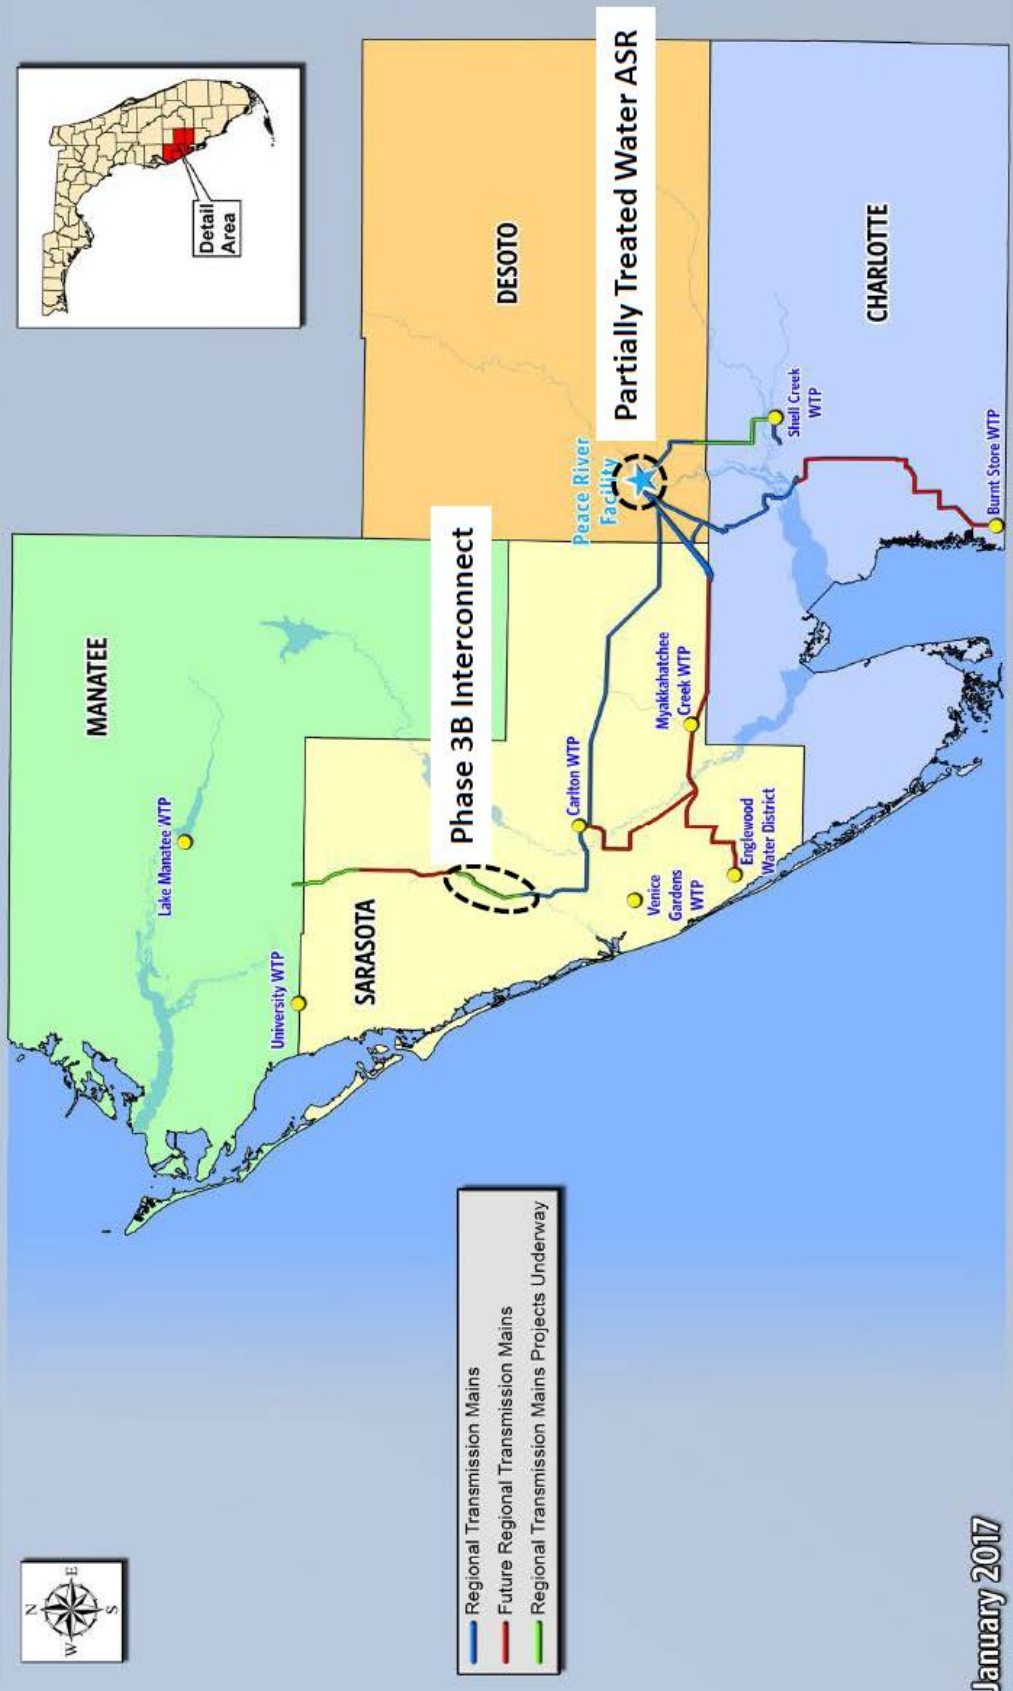 N
W
E
S
MANATEE
Detail
Area
Lake Manatee WTP
University WTP
SARASOTA
Phase 3B Interconnect
DESOTO
Peace River
Facility
Partially Treated Water ASR
Carlton WTP
Myakkahatchee
Creek WTP
Venice
Gardens
WTP
Englewood
Water District
Shell Creek
WTP
CHARLOTTE
Burnt Store WTP
Regional Transmission Mains
Future Regional Transmission Mains
Regional Transmission Mains Projects Underway
January 2017